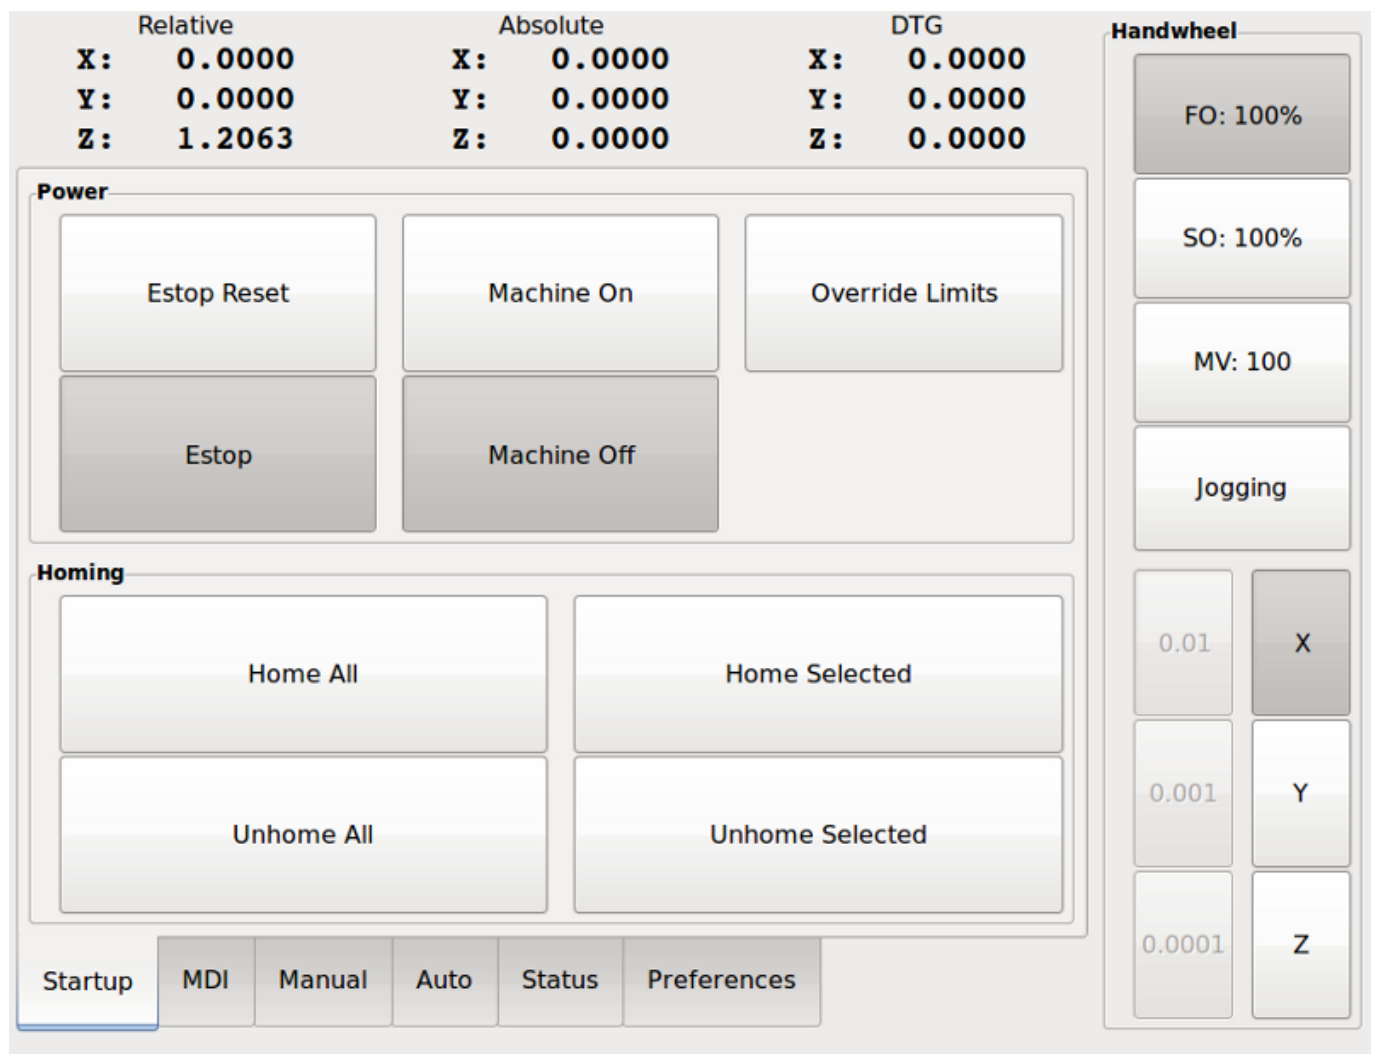 Relative Absolute DTG
X: 0.0000 X: 0.0000 X: 0.0000
Y: 0.0000 Y: 0.0000 Y: 0.0000
Z: 1.2063 Z: 0.0000 Z: 0.0000
Power
Estop Reset Machine On Override Limits
Estop Machine Off
Homing
Home All Home Selected
Unhome All Unhome Selected
Startup MDI Manual Auto Status Preferences
Handwheel
FO: 100%
SO: 100%
MV: 100
Jogging
0.01 X
0.001 Y
0.0001 Z